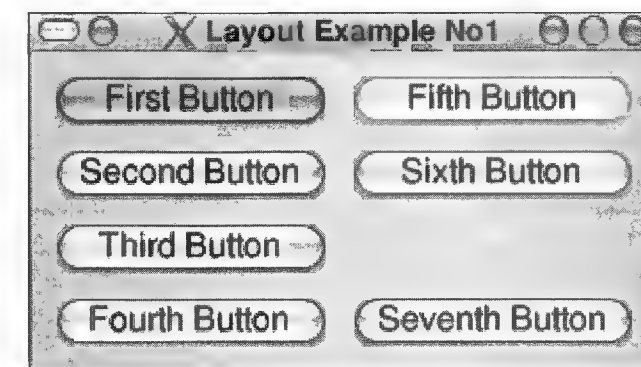 X Layout Example No1
First Button Fifth Button
Second Button Sixth Button
Third Button
Fourth Button Seventh Button